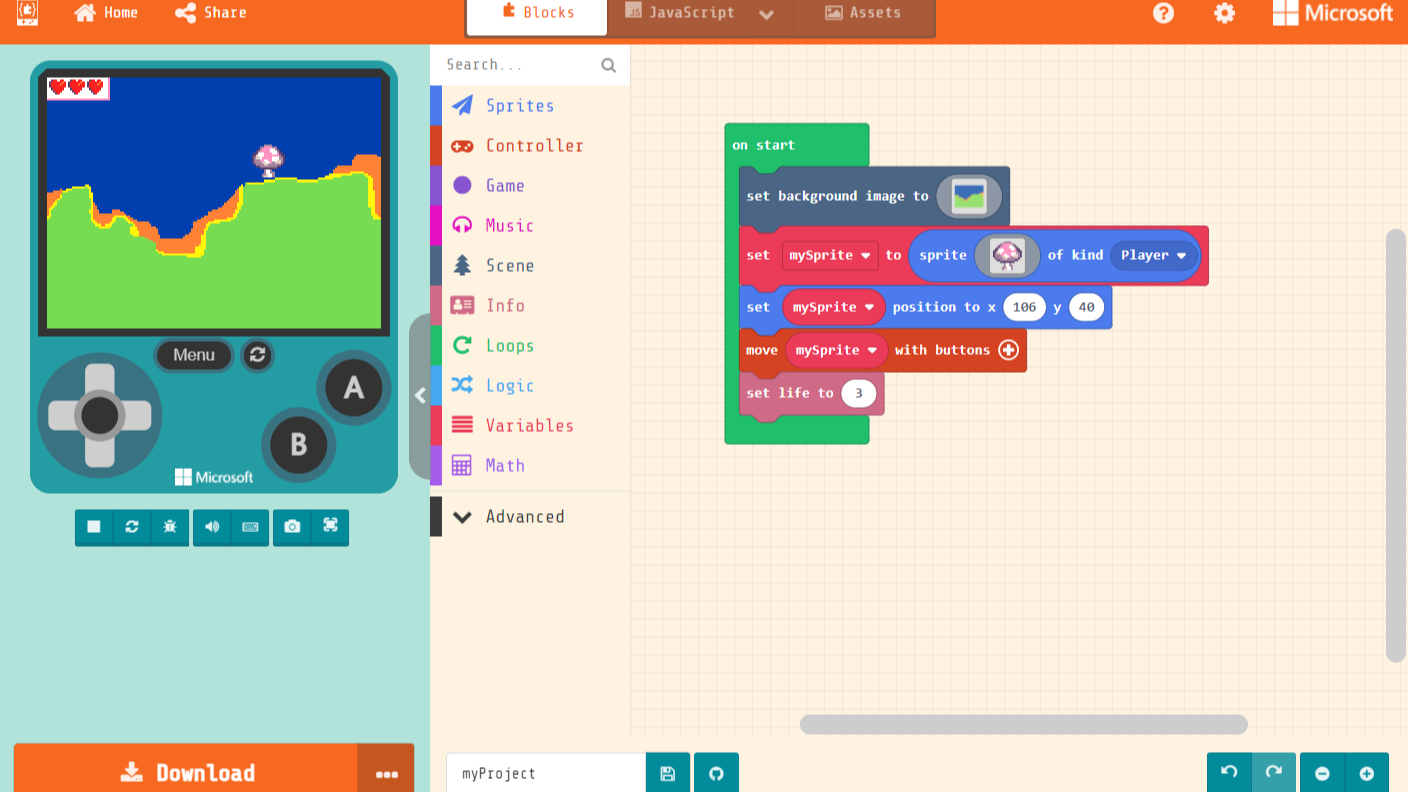 Home
Share
Blocks
JS JavaScript
Assets
Microsoft
Menu
A
B
Microsoft
Download
Search...
Sprites
Controller
Game
Music
Scene
Info
Loops
Logic
Variables
Math
Advanced
on start
set background image to
set mySprite to sprite of kind Player
set mySprite position to x 106 y 40
move mySprite with buttons
set life to 3
myProject